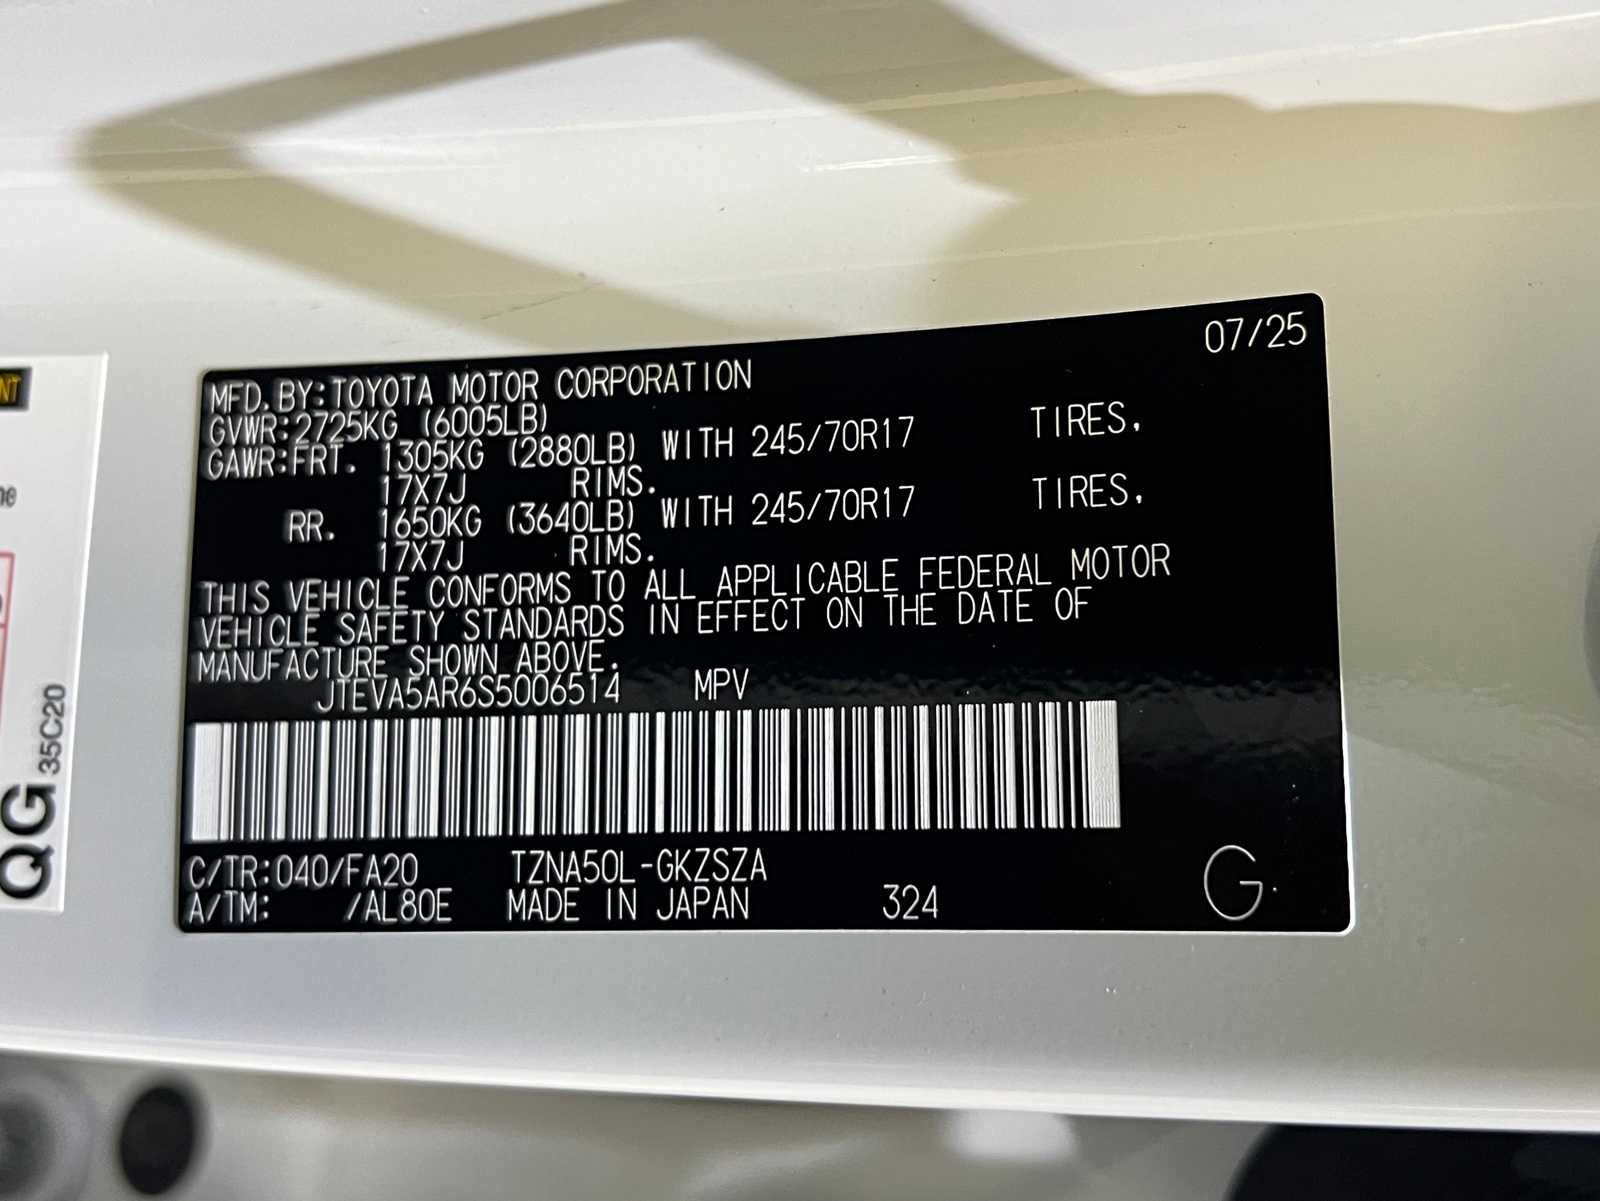 07/25
MFD.BY:TOYOTA MOTOR CORPORATION
GVWR:2725KG (6005LB)
GAWR:FRT. 1305KG (2880LB) WITH 245/70R17 TIRES,
17X7J RIMS.
RR. 1650KG (3640LB) WITH 245/70R17 TIRES,
17X7J RIMS.
THIS VEHICLE CONFORMS TO ALL APPLICABLE FEDERAL MOTOR
VEHICLE SAFETY STANDARDS IN EFFECT ON THE DATE OF
MANUFACTURE SHOWN ABOVE.
JTEVA5AR6S5006514 MPV
C/TR:040/FA20 TZNA50L-GKZSZA
A/TM: /AL80E MADE IN JAPAN 324 G.
QG 35C20